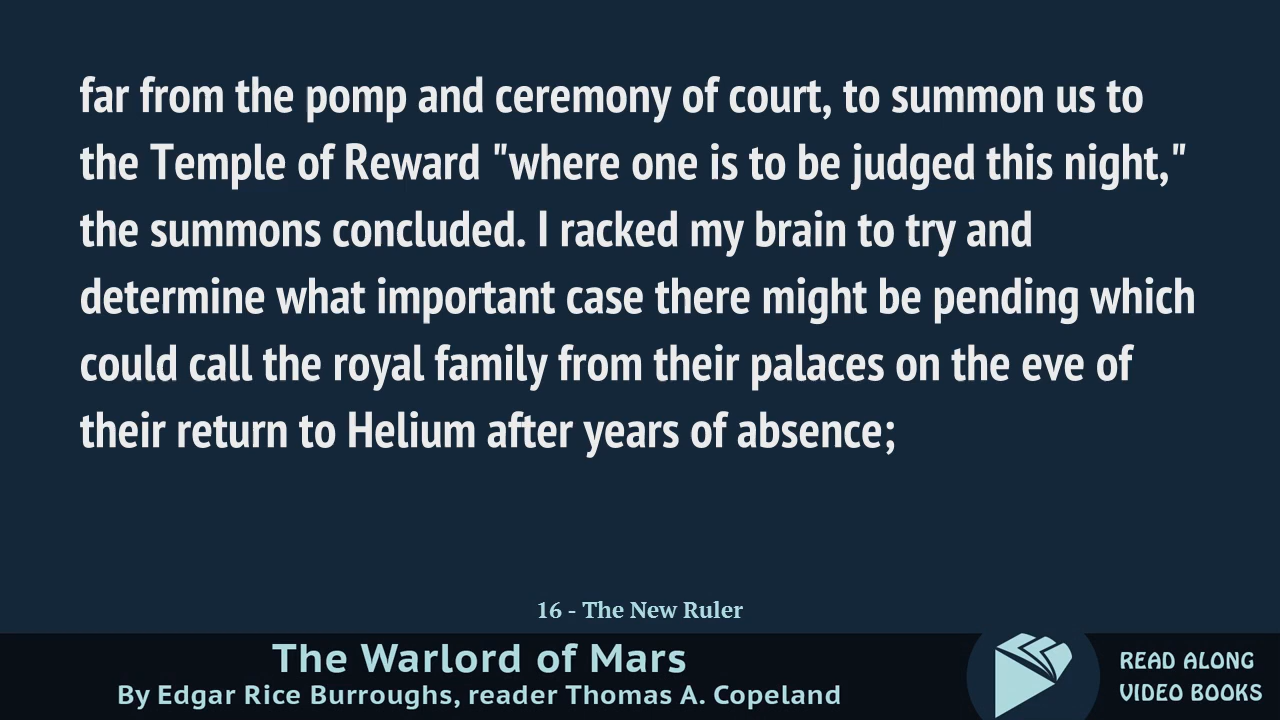 far from the pomp and ceremony of court, to summon us to
the Temple of Reward "where one is to be judged this night,"
the summons concluded. I racked my brain to try and
determine what important case there might be pending which
could call the royal family from their palaces on the eve of
their return to Helium after years of absence;
16 - The New Ruler
The Warlord of Mars
By Edgar Rice Burroughs, reader Thomas A. Copeland
READ ALONG
VIDEO BOOKS